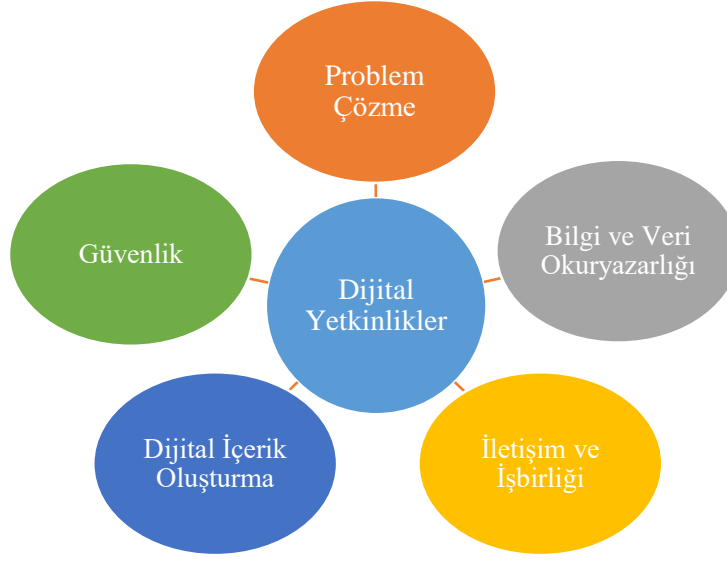 Problem
Çözme
Bilgi ve Veri
Okuryazarlığı
Güvenlik
Dijital
Yetkinlikler
Dijital İçerik
Oluşturma
İletişim ve
İşbirliği